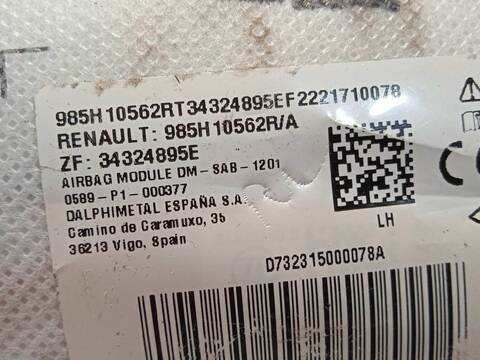 985H10562RT34324895EF2221710078
RENAULT: 985H10562R/A
ZF: 34324895E
AIRBAG MODULE DM-SAB-1201
0589-P1-000377
DALPHIMETAL ESPAÑA S.A
Camino de Caramuxo, 35
36213 Vigo, Spain
LH
D732315000078A